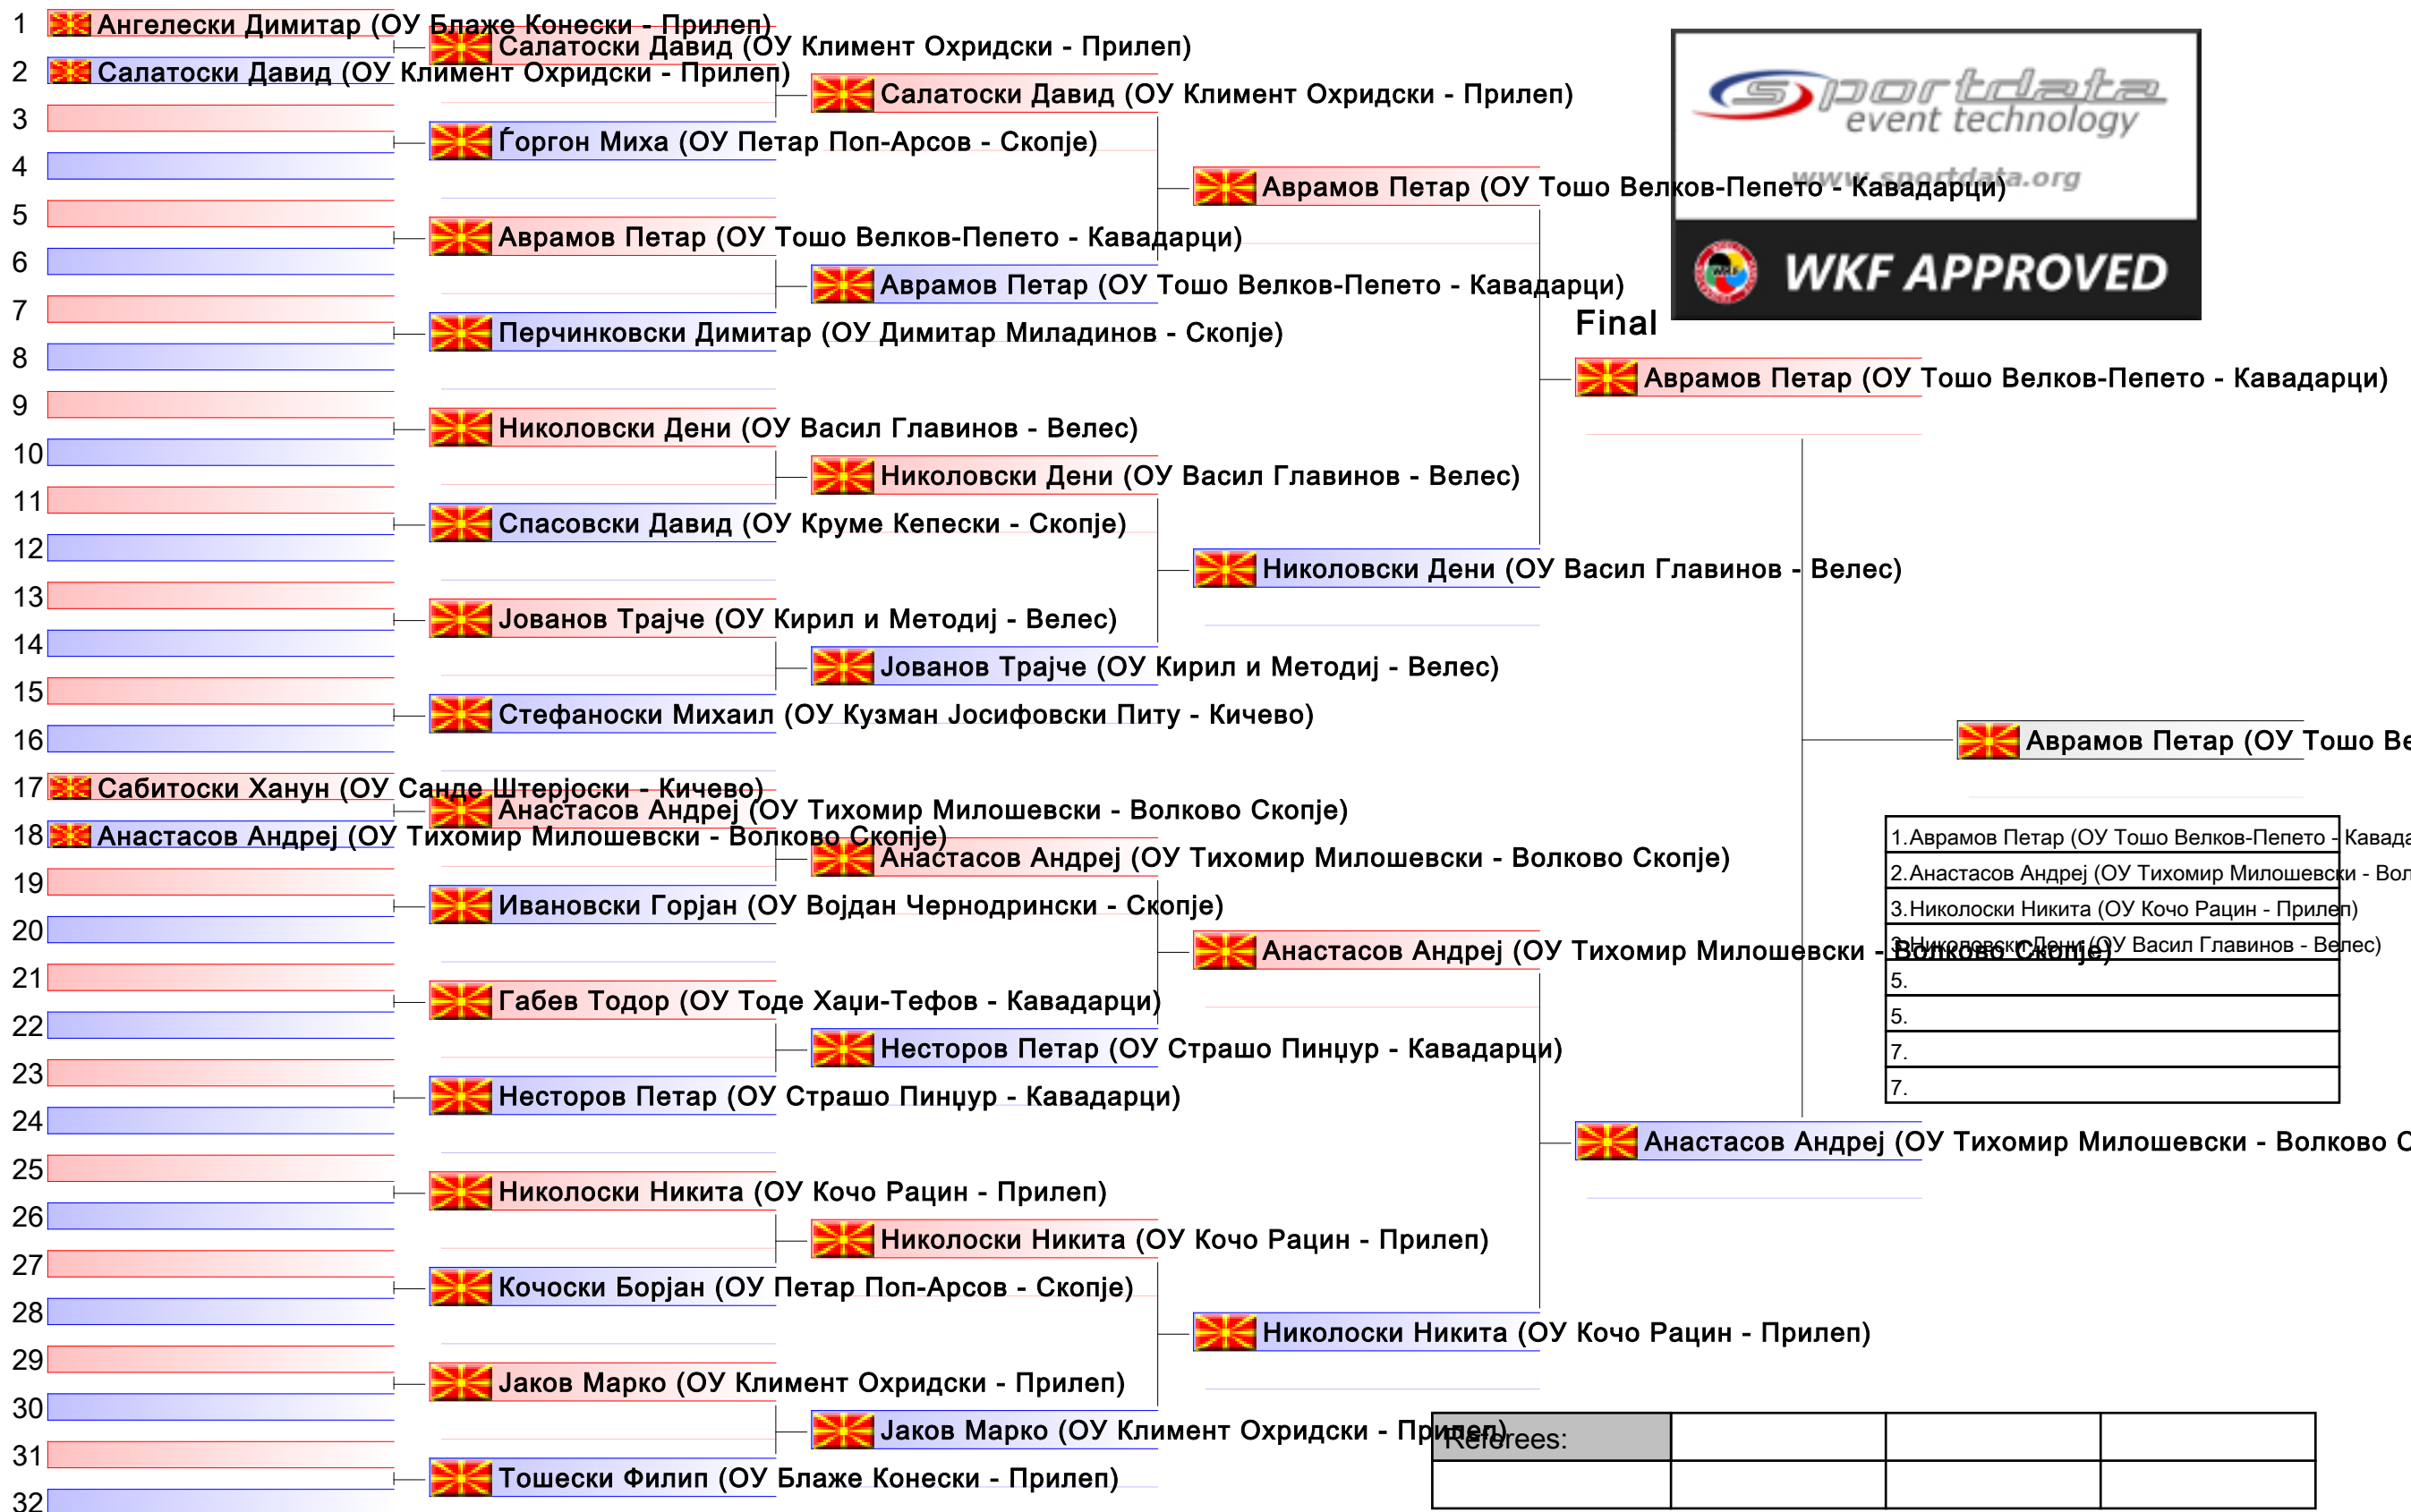 1 Ангелески Димитар (ОУ Блаже Конески - Прилеп)
2 Салатоски Давид (ОУ Климент Охридски - Прилеп)
3
4
5
6
7
8
9
10
11
12
13
14
15
16
17 Сабитоски Ханун (ОУ Санде Штерјоски - Кичево)
18 Анастасов Андреј (ОУ Тихомир Милошевски - Волково Скопје)
19
20
21
22
23
24
25
26
27
28
29
30
31
32
Салатоски Давид (ОУ Климент Охридски - Прилеп)
Ѓоргон Миха (ОУ Петар Поп-Арсов - Скопје)
Аврамов Петар (ОУ Тошо Велков-Пепето - Кавадарци)
Перчинковски Димитар (ОУ Димитар Миладинов - Скопје)
Николовски Дени (ОУ Васил Главинов - Велес)
Спасовски Давид (ОУ Круме Кепески - Скопје)
Јованов Трајче (ОУ Кирил и Методиј - Велес)
Стефаноски Михаил (ОУ Кузман Јосифовски Питу - Кичево)
Анастасов Андреј (ОУ Тихомир Милошевски - Волково Скопје)
Ивановски Горјан (ОУ Војдан Чернодрински - Скопје)
Габев Тодор (ОУ Тоде Хаџи-Тефов - Кавадарци)
Несторов Петар (ОУ Страшо Пинџур - Кавадарци)
Николоски Никита (ОУ Кочо Рацин - Прилеп)
Кочоски Борјан (ОУ Петар Поп-Арсов - Скопје)
Јаков Марко (ОУ Климент Охридски - Прилеп)
Тошески Филип (ОУ Блаже Конески - Прилеп)
Салатоски Давид (ОУ Климент Охридски - Прилеп)
Аврамов Петар (ОУ Тошо Велков-Пепето - Кавадарци)
Николовски Дени (ОУ Васил Главинов - Велес)
Јованов Трајче (ОУ Кирил и Методиј - Велес)
Анастасов Андреј (ОУ Тихомир Милошевски - Волково Скопје)
Несторов Петар (ОУ Страшо Пинџур - Кавадарци)
Николоски Никита (ОУ Кочо Рацин - Прилеп)
Јаков Марко (ОУ Климент Охридски - Прилеп)
Аврамов Петар (ОУ Тошо Велков-Пепето - Кавадарци)
Николовски Дени (ОУ Васил Главинов - Велес)
Анастасов Андреј (ОУ Тихомир Милошевски - Волково Скопје)
Николоски Никита (ОУ Кочо Рацин - Прилеп)
sportdata
event technology
www.sportdata.org
WKF APPROVED
Final
Аврамов Петар (ОУ Тошо Велков-Пепето - Кавадарци)
Анастасов Андреј (ОУ Тихомир Милошевски - Волково
Аврамов Петар (ОУ Тошо
1.Аврамов Петар (ОУ Тошо Велков-Пепето -
2.Анастасов Андреј (ОУ Тихомир Милошевски -
3.Николоски Никита (ОУ Кочо Рацин - Прилеп)
3.Николовски Дени (ОУ Васил Главинов - Велес)
5.
5.
7.
7.
Referees: